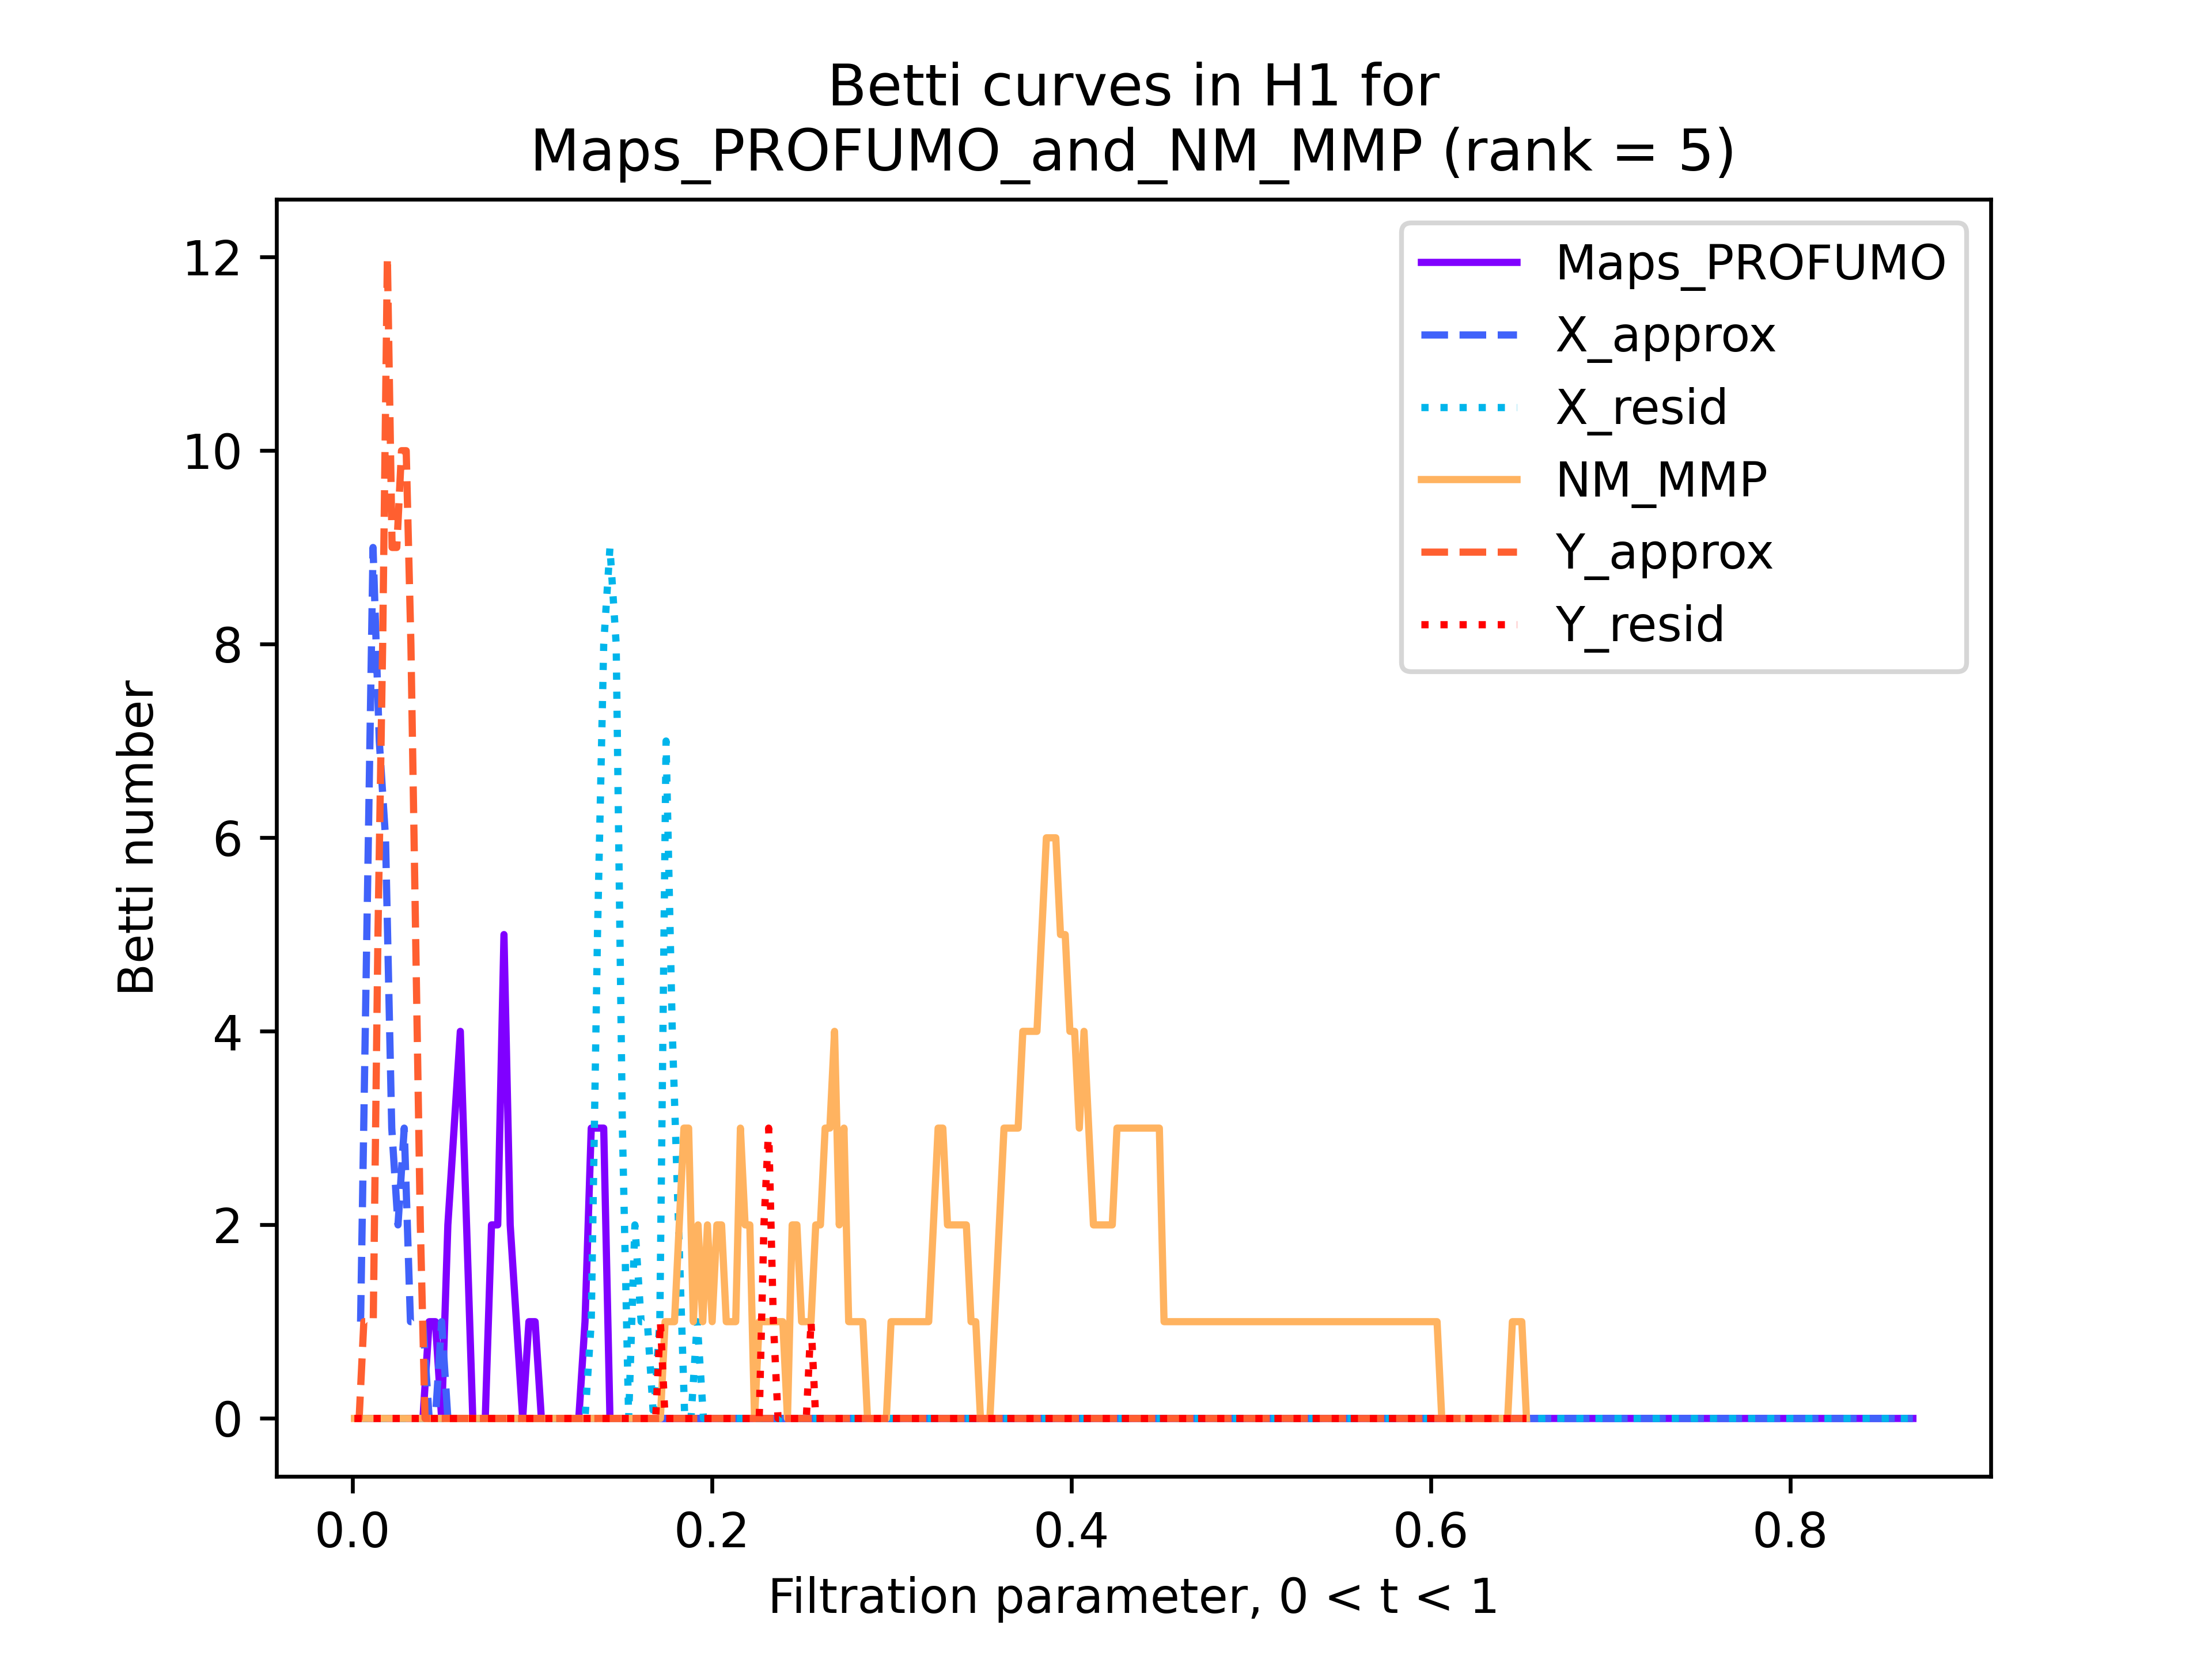 Betti curves in H1 for
Maps_PROFUMO_and_NM_MMP (rank = 5)
Maps_PROFUMO
X_approx
X_resid
NM_MMP
Y_approx
Y_resid
Betti number
12
10
8
6
4
2
0
0.0 0.2 0.4 0.6 0.8
Filtration parameter, 0 < t < 1